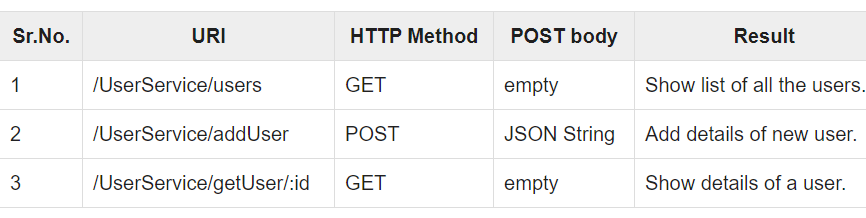 Sr.No. URI HTTP Method POST body Result
1 /UserService/users GET empty Show list of all the users.
2 /UserService/addUser POST JSON String Add details of new user.
3 /UserService/getUser/:id GET empty Show details of a user.